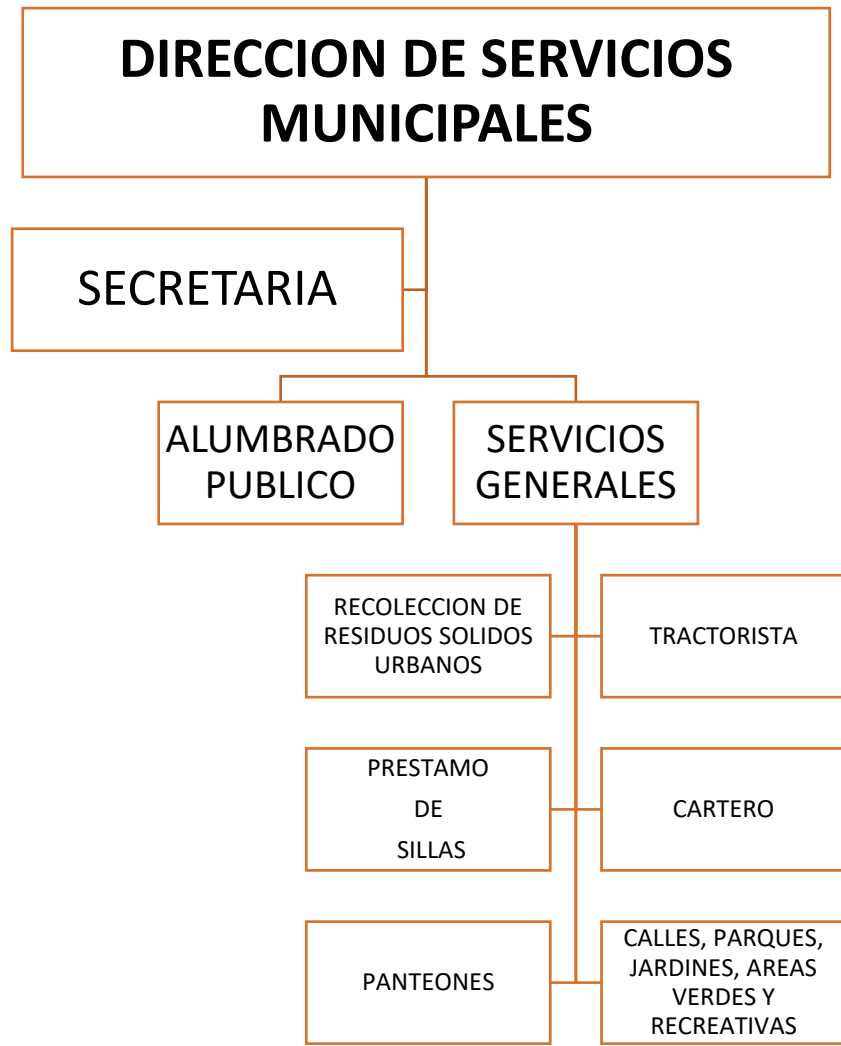 DIRECCION DE SERVICIOS
MUNICIPALES
SECRETARIA
ALUMBRADO
PUBLICO
SERVICIOS
GENERALES
RECOLECCION DE
RESIDUOS SOLIDOS
URBANOS
TRACTORISTA
PRESTAMO
DE
SILLAS
CARTERO
PANTEONES
CALLES, PARQUES,
JARDINES, AREAS
VERDES Y
RECREATIVAS